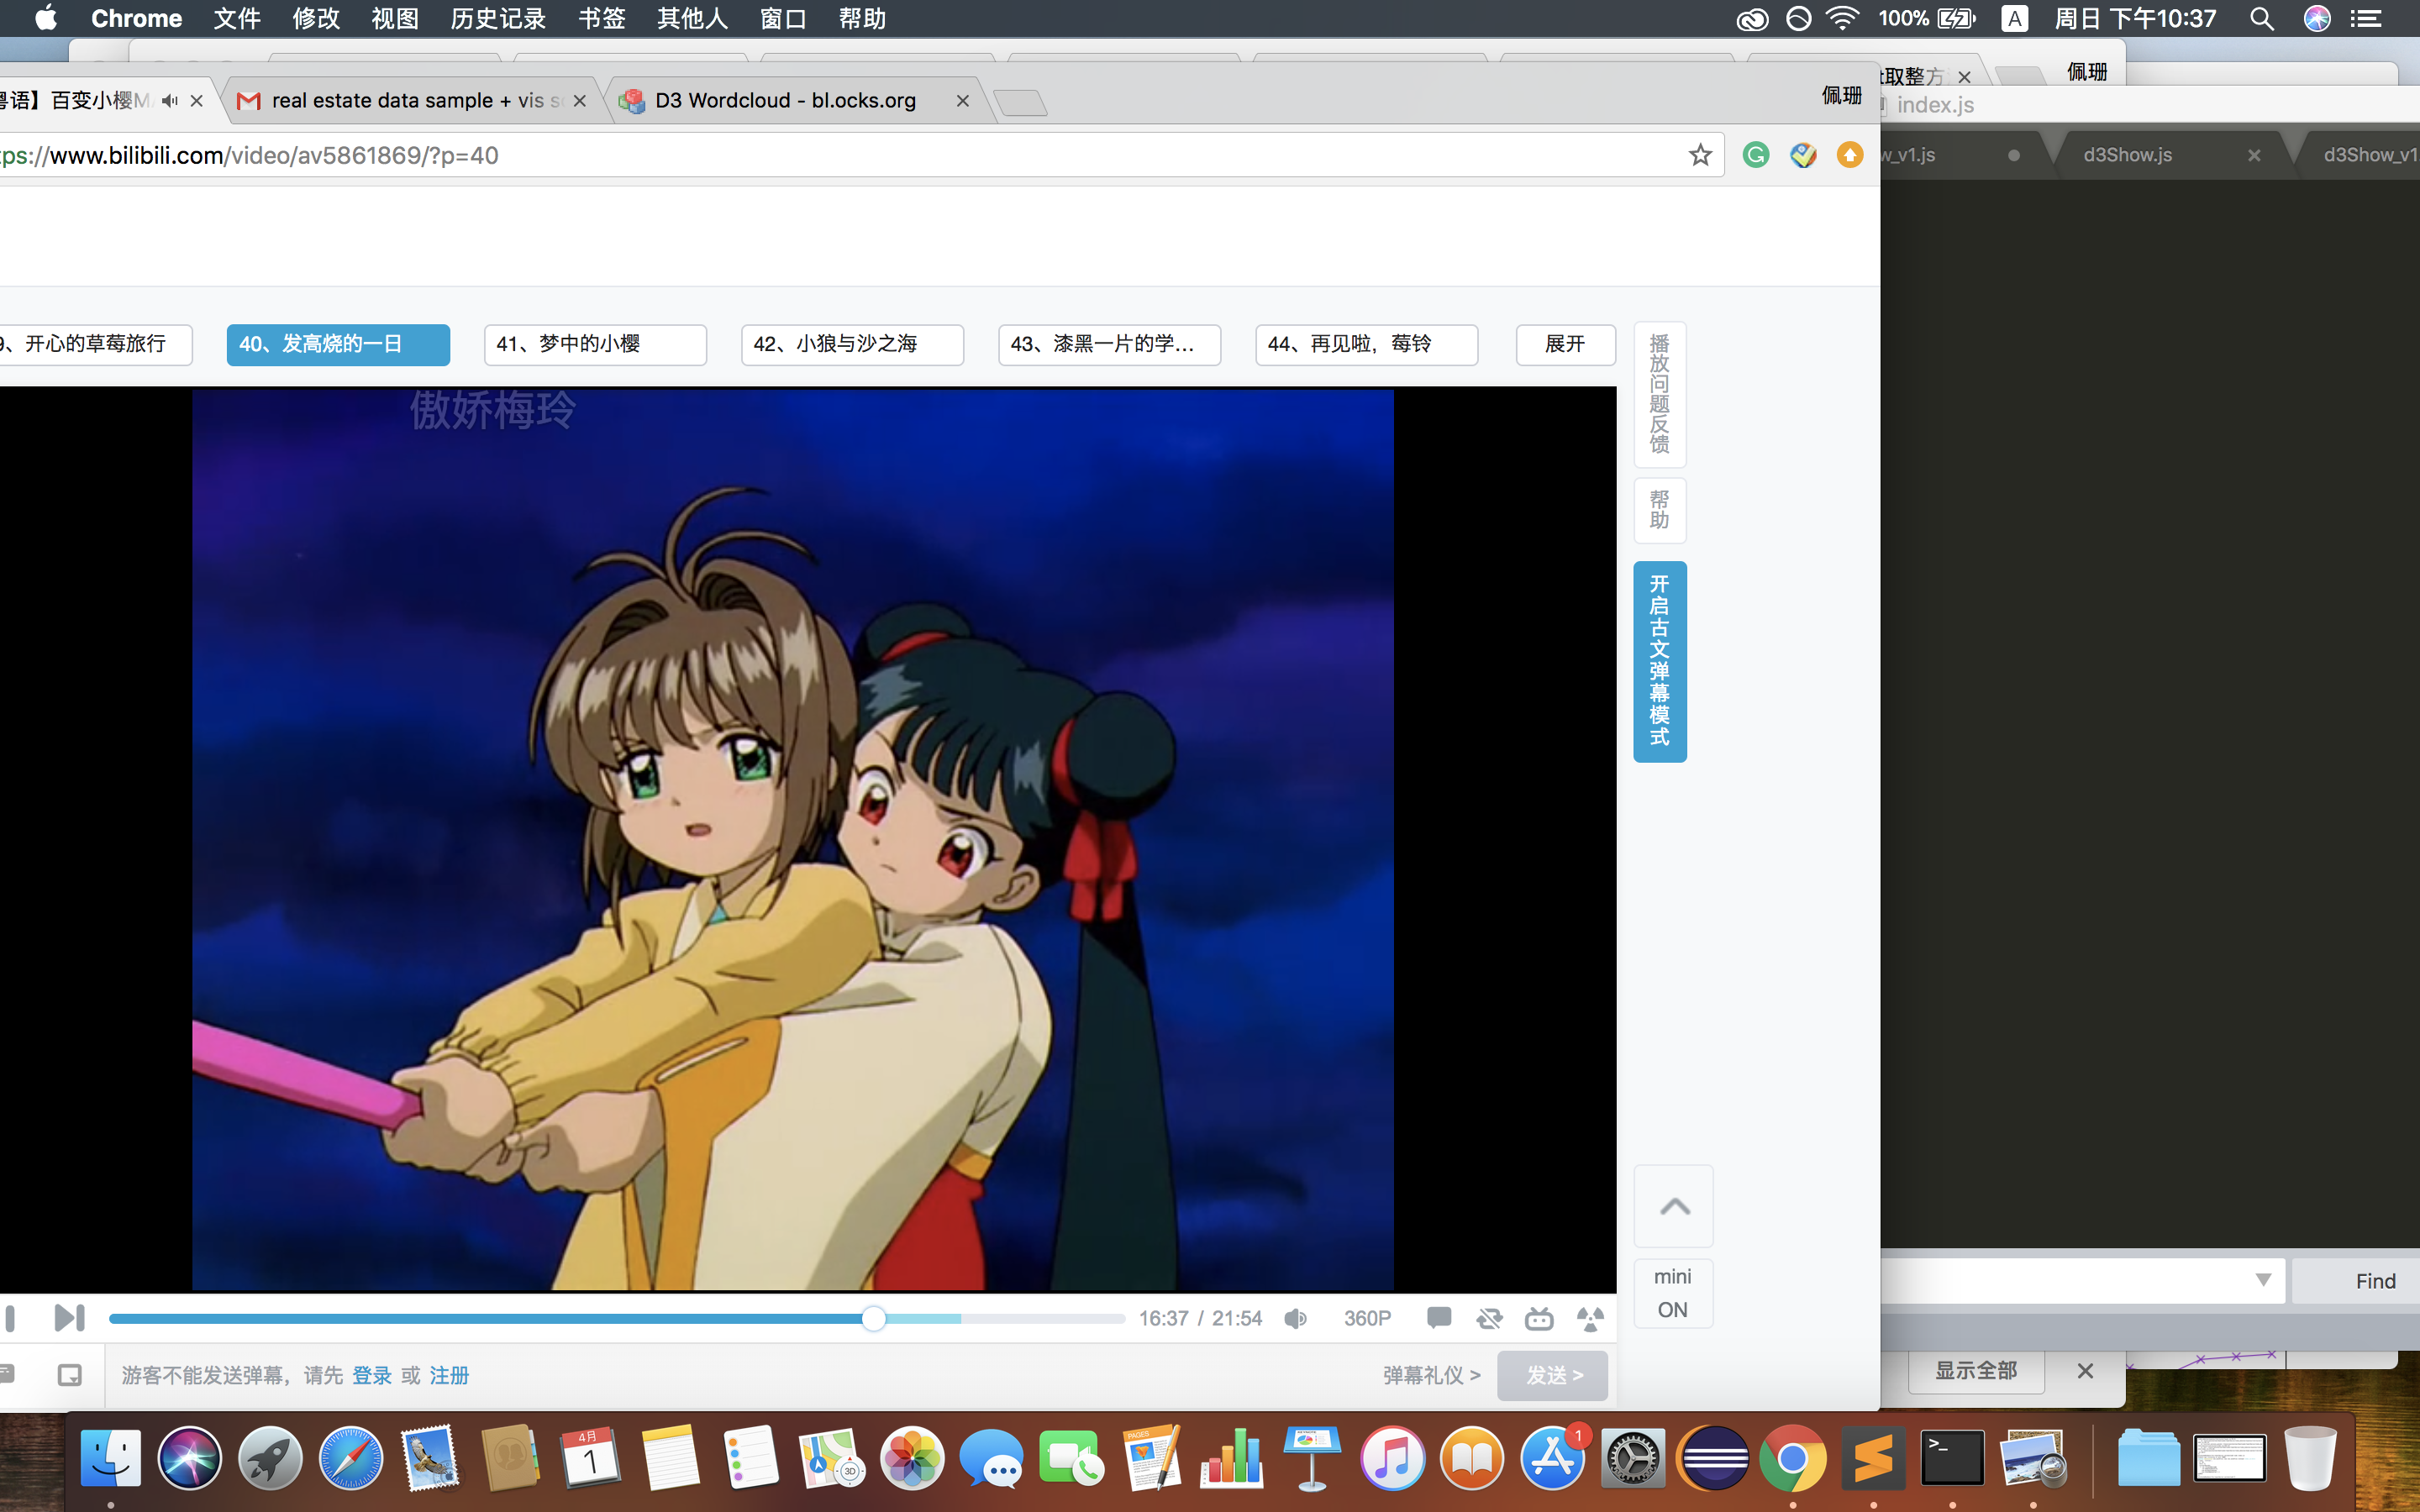 Chrome 文件 修改 视图 历史记录 书签 其他人 窗口 帮助 100% A 周日 下午10:37
取整方 佩珊
粤语】百变小樱M real estate data sample + vis sc D3 Wordcloud - bl.ocks.org 佩珊
index.js
tps://www.bilibili.com/video/av5861869/?p=40
w_v1.js d3Show.js d3Show_v1
9、开心的草莓旅行 40、发高烧的一日 41、梦中的小樱 42、小狼与沙之海 43、漆黑一片的学... 44、再见啦，莓铃 展开
播放问题反馈
帮助
开启古文弹幕模式
傲娇梅玲
mini
ON
Find
16:37 / 21:54 360P
游客不能发送弹幕，请先 登录 或 注册 弹幕礼仪 > 发送 >
显示全部
4月
1
3D
PAGES
1
>_